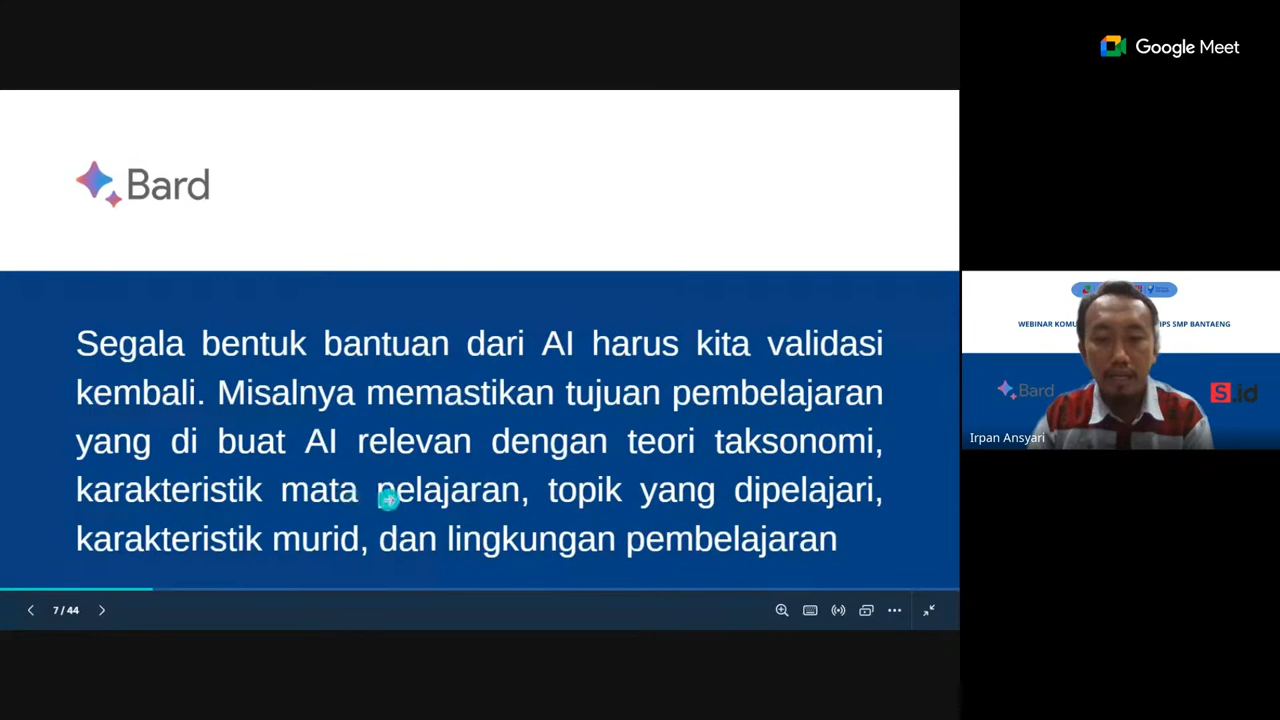 Google Meet
Bard
Segala bentuk bantuan dari AI harus kita validasi
kembali. Misalnya memastikan tujuan pembelajaran
yang di buat AI relevan dengan teori taksonomi,
karakteristik mata pelajaran, topik yang dipelajari,
karakteristik murid, dan lingkungan pembelajaran
7 / 44
WEBINAR KOMU
IPS SMP BANTAENG
Bard
S.id
Irpan Ansyari